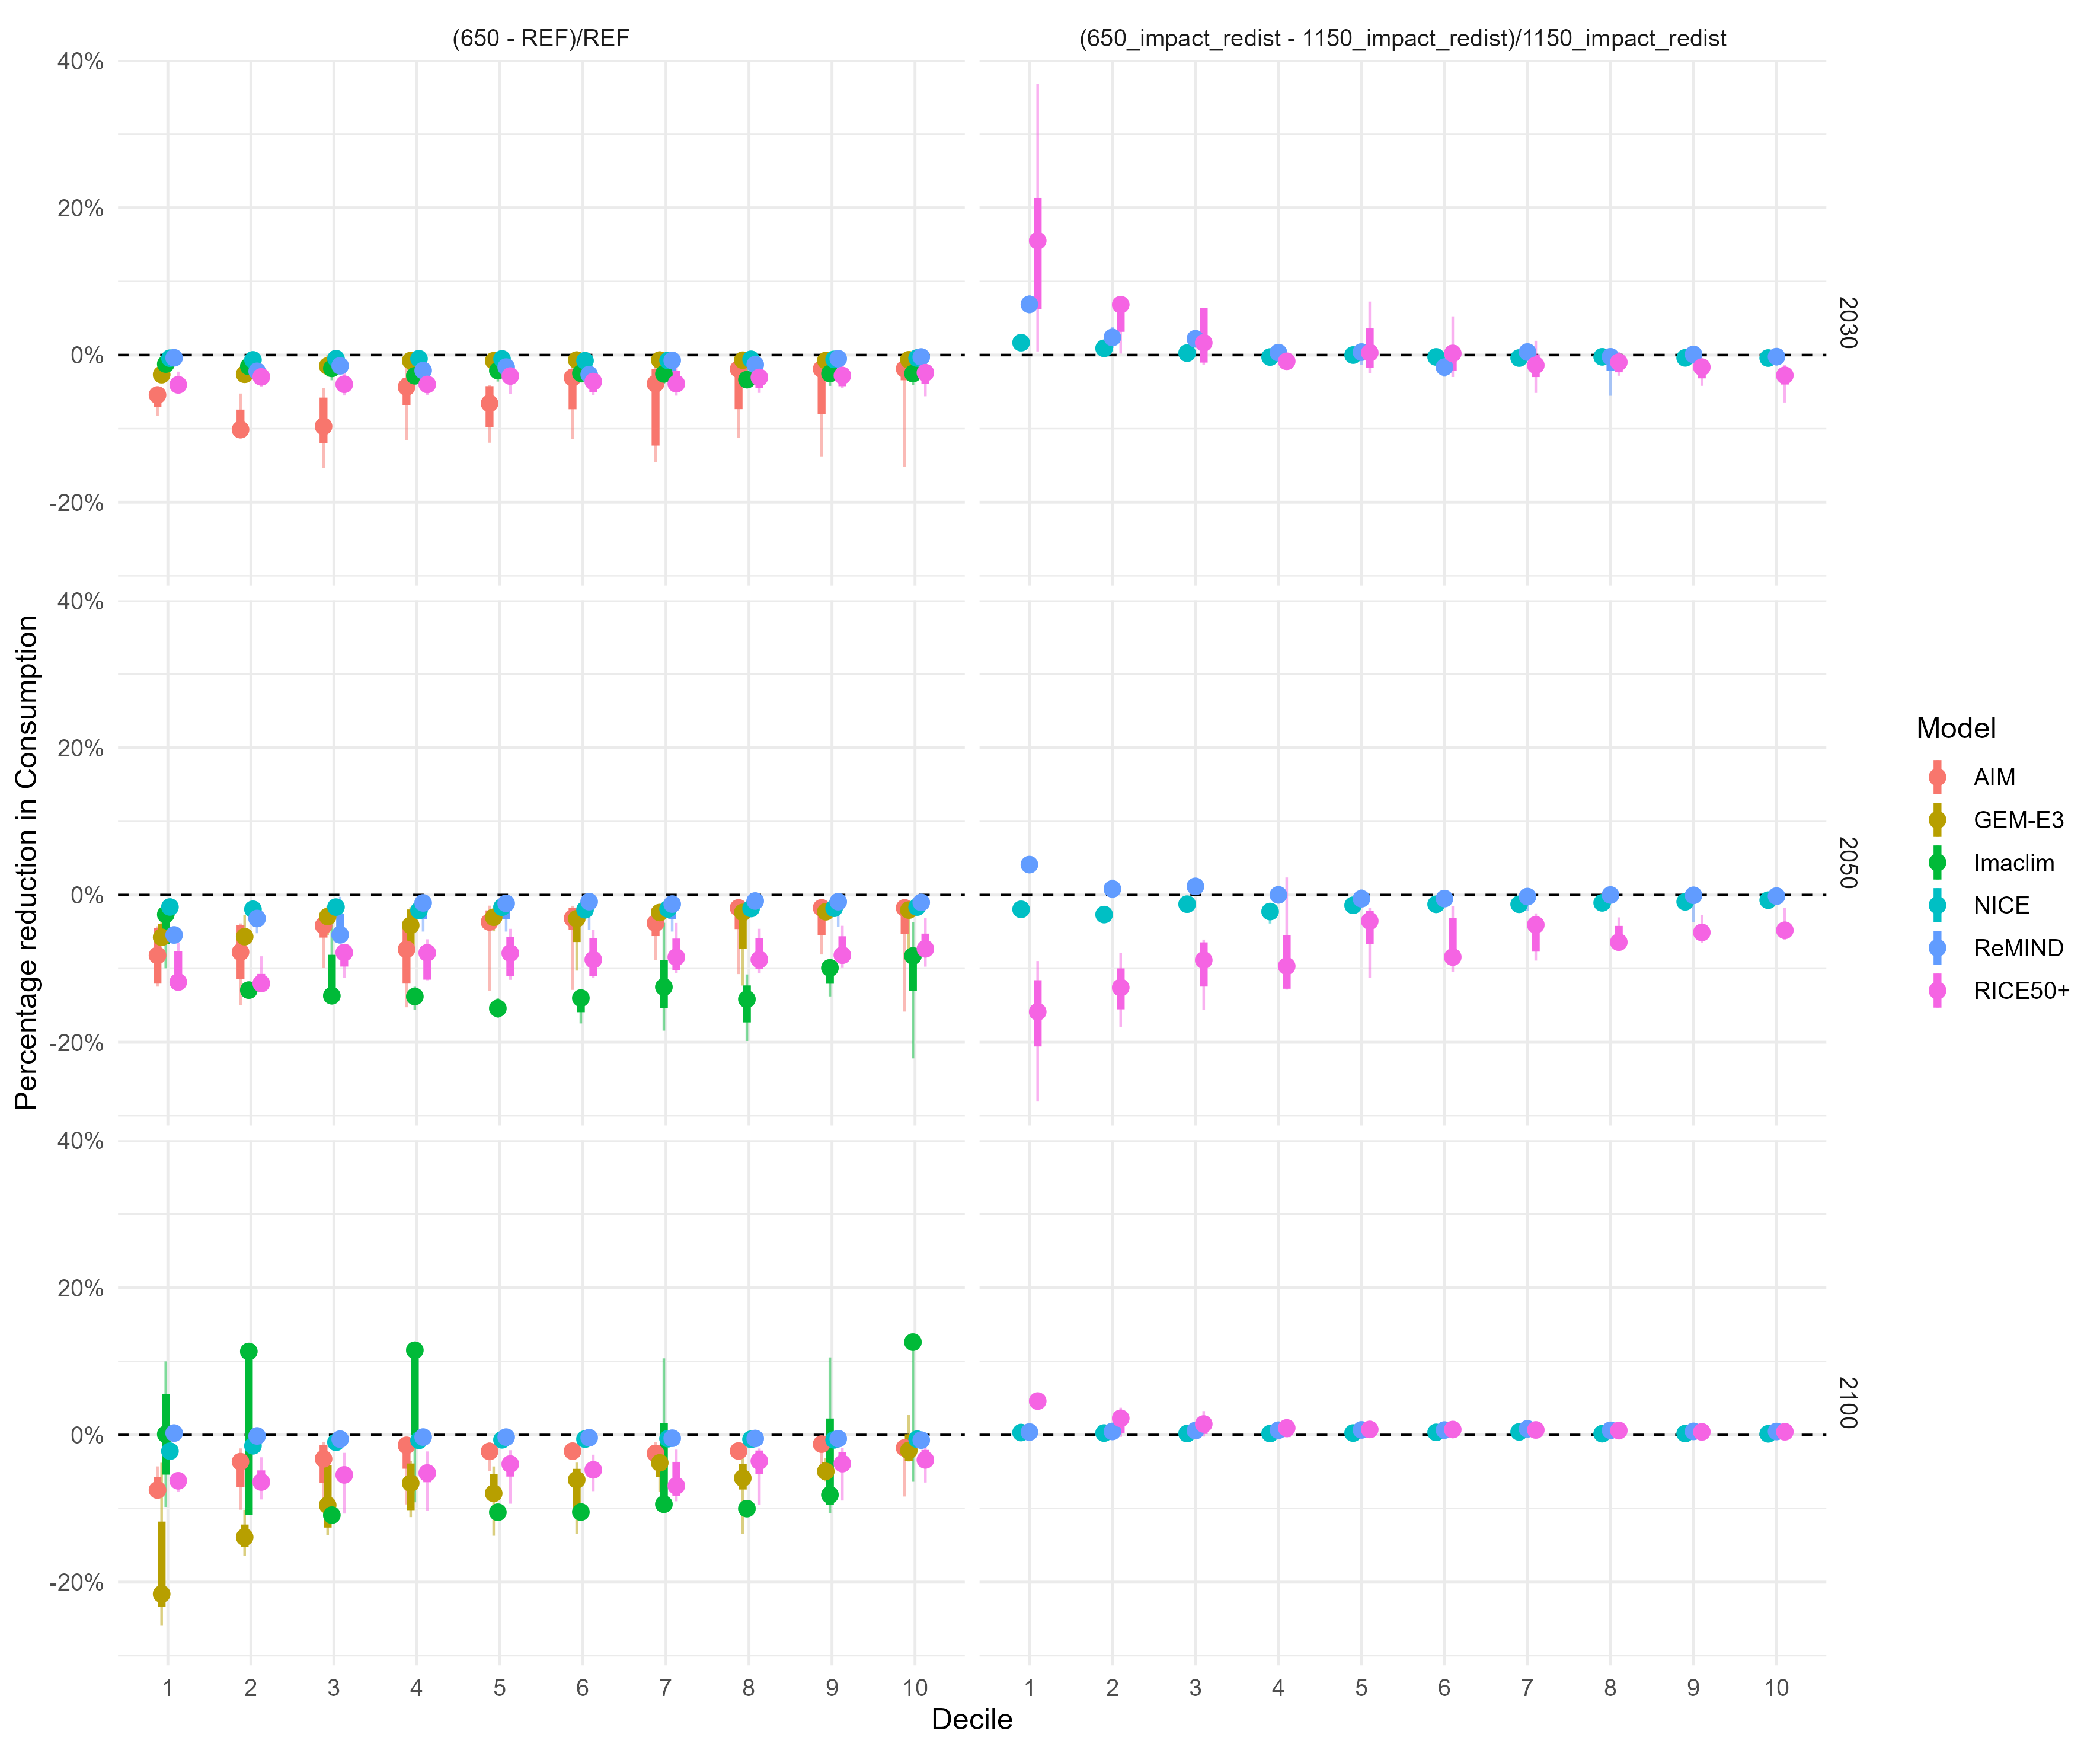 (650 - REF)/REF
(650_impact_redist - 1150_impact_redist)/1150_impact_redist
40%
20%
0%
-20%
2030
40%
20%
0%
-20%
2050
40%
20%
0%
-20%
2100
Percentage reduction in Consumption
1 2 3 4 5 6 7 8 9 10
1 2 3 4 5 6 7 8 9 10
Decile
Model
AIM
GEM-E3
Imaclim
NICE
ReMIND
RICE50+